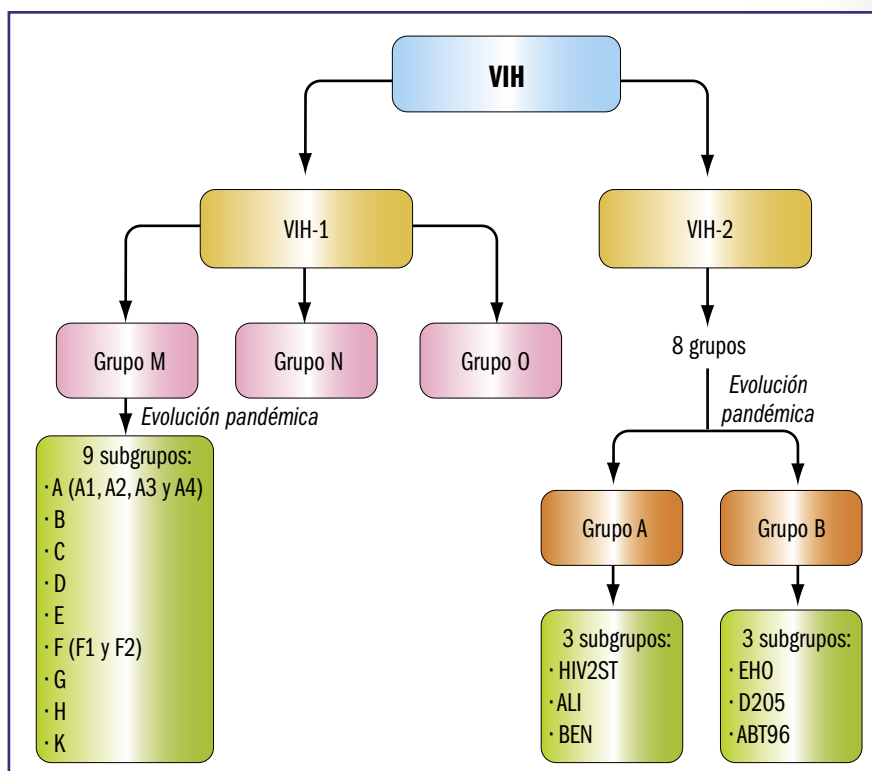 VIH
VIH-1
VIH-2
Grupo M
Grupo N
Grupo O
8 grupos
Evolución pandémica
9 subgrupos:
· A (A1, A2, A3 y A4)
· B
· C
· D
· E
· F (F1 y F2)
· G
· H
· K
Evolución
pandémica
Grupo A
Grupo B
3 subgrupos:
· HIV2ST
· ALI
· BEN
3 subgrupos:
· EHO
· D205
· ABT96